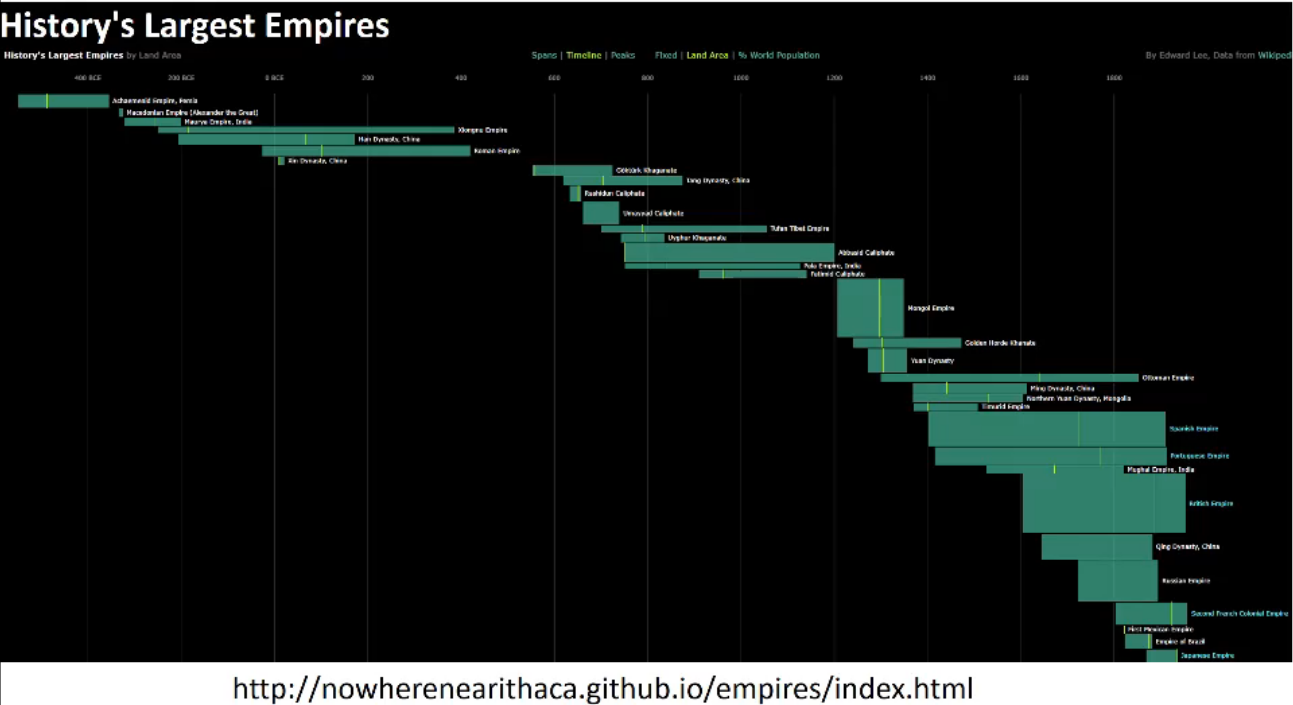 History's Largest Empires
History's Largest Empires by Land Area Spans | Timeline | Peaks Fixed | Land Area | % World Population By Edward Lee, Data from Wikiped
400 BCE 200 BCE 0 BCE 200 400 600 800 1000 1200 1400 1600 1800
Achaemenid Empire, Persia
Macedonian Empire (Alexander the Great)
Maurya Empire, India
Xiongnu Empire
Han Dynasty, China
Roman Empire
Xin Dynasty, China
Göktürk Khaganate
Tang Dynasty, China
Rashidun Caliphate
Umayyad Caliphate
Tufan Tibet Empire
Uyghur Khaganate
Abbasid Caliphate
Pala Empire, India
Fatimid Caliphate
Mongol Empire
Golden Horde Khanate
Yuan Dynasty
Ottoman Empire
Ming Dynasty, China
Northern Yuan Dynasty, Mongolia
Timurid Empire
Spanish Empire
Portuguese Empire
Mughal Empire, India
British Empire
Qing Dynasty, China
Russian Empire
Second French Colonial Empire
First Mexican Empire
Empire of Brazil
Japanese Empire
http://nowherenearithaca.github.io/empires/index.html